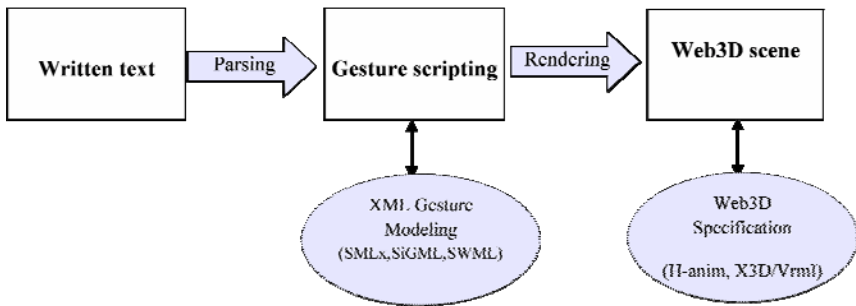 Written text
Parsing
Gesture scripting
Rendering
Web3D scene
XML Gesture
Modeling
(SMLx,SiGML,SWML)
Web3D
Specification
(H-anim, X3D/Vrml)